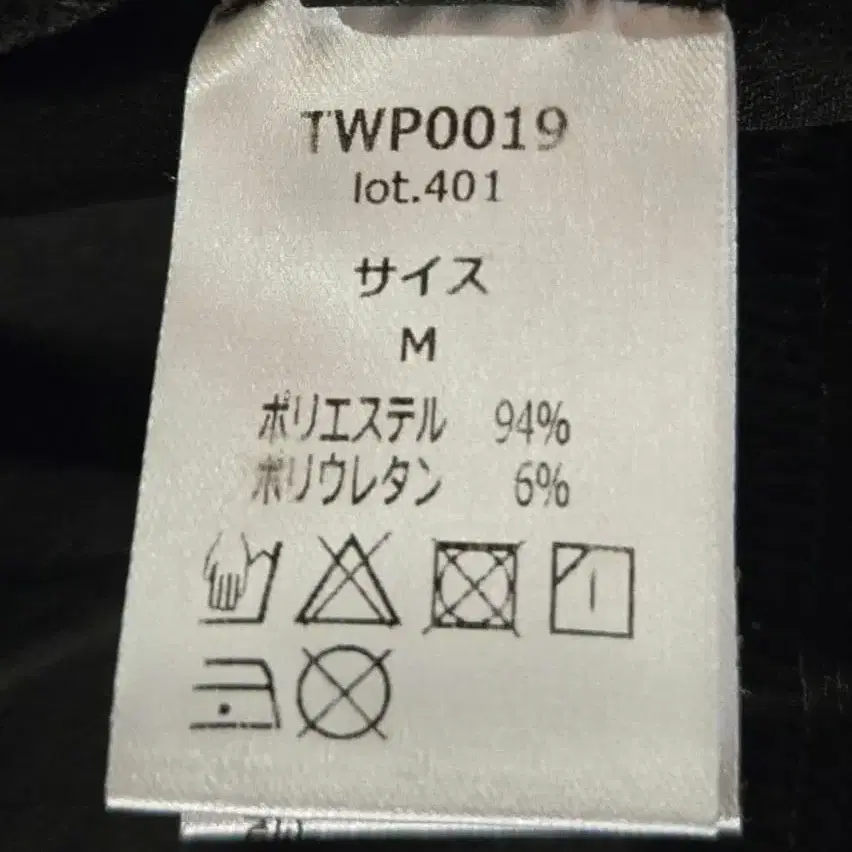 TWP0019
lot.401
サイズ
M
ポリエステル 94%
ポリウレタン 6%